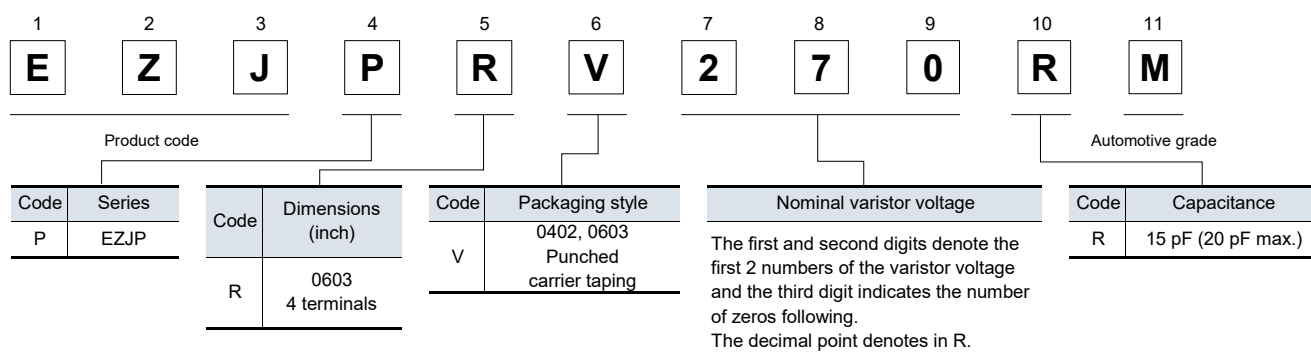 1 2 3 4 5 6 7 8 9 10 11
E Z J P R V 2 7 0 R M
Product code
Automotive grade
Code Series
P EZJP
Code Dimensions
(inch)
R 0603
4 terminals
Code Packaging style
V 0402, 0603
Punched
carrier taping
Nominal varistor voltage
The first and second digits denote the
first 2 numbers of the varistor voltage
and the third digit indicates the number
of zeros following.
The decimal point denotes in R.
Code Capacitance
R 15 pF (20 pF max.)